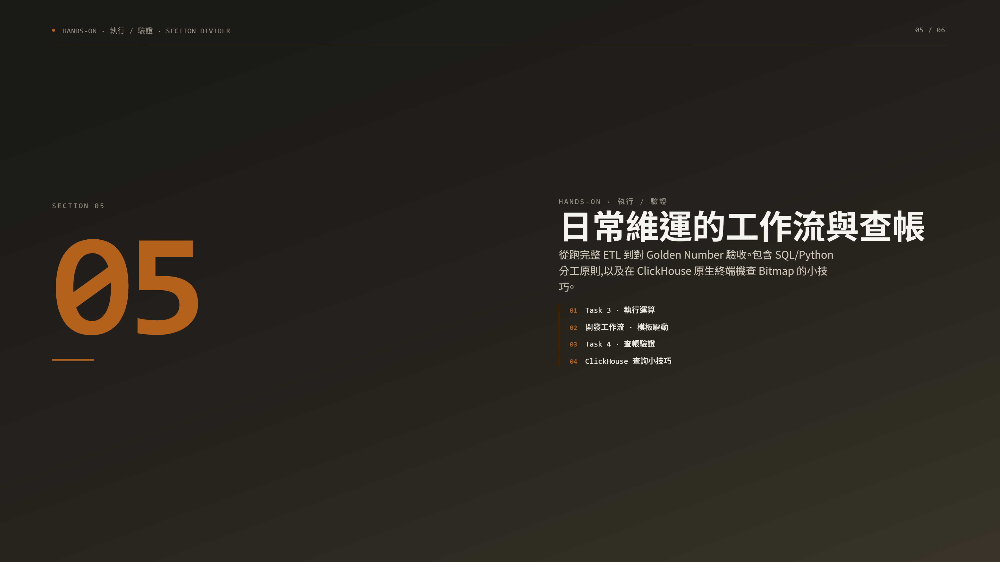 HANDS-ON · 執行 / 驗證 · SECTION DIVIDER
05 / 06
SECTION 05
05
HANDS-ON · 執行 / 驗證
日常維運的工作流與查帳
從跑完整 ETL 到對 Golden Number 驗收。包含 SQL/Python
分工原則,以及在 ClickHouse 原生終端機查 Bitmap 的小技
巧。
01 Task 3 · 執行運算
02 開發工作流 · 模板驅動
03 Task 4 · 查帳驗證
04 ClickHouse 查詢小技巧